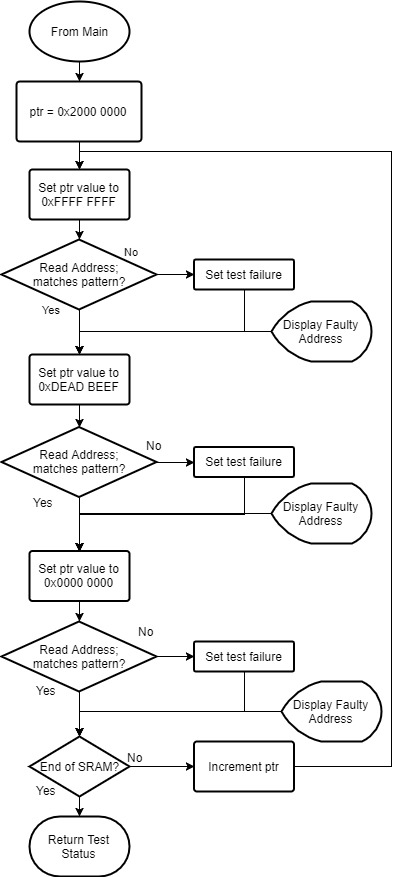 From Main
ptr = 0x2000 0000
Set ptr value to
0xFFFF FFFF
Read Address;
matches pattern?
No
Yes
Set test failure
Display Faulty
Address
Set ptr value to
0xDEAD BEEF
Read Address;
matches pattern?
No
Yes
Set test failure
Display Faulty
Address
Set ptr value to
0x0000 0000
Read Address;
matches pattern?
No
Yes
Set test failure
Display Faulty
Address
End of SRAM?
No
Yes
Increment ptr
Return Test
Status